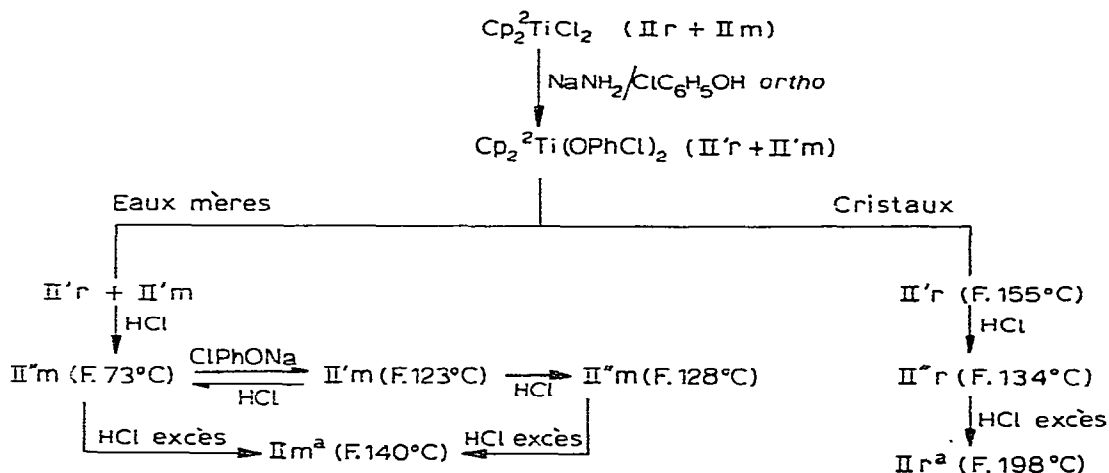 Cp₂²TiCl₂ (IIr + IIm)
NaNH₂/ClC₆H₅OH ortho
Cp₂²Ti(OPhCl)₂ (II'r + II'm)
Eaux mères
Cristaux
II'r + II'm
II'r (F. 155°C)
HCl
HCl
II"m (F. 73°C) ClPhONa HCl II'm (F. 123°C) HCl II"m (F. 128°C)
II"r (F. 134°C)
HCl excès
HCl excès
HCl excès
IImᵃ (F. 140°C)
IIrᵃ (F. 198°C)